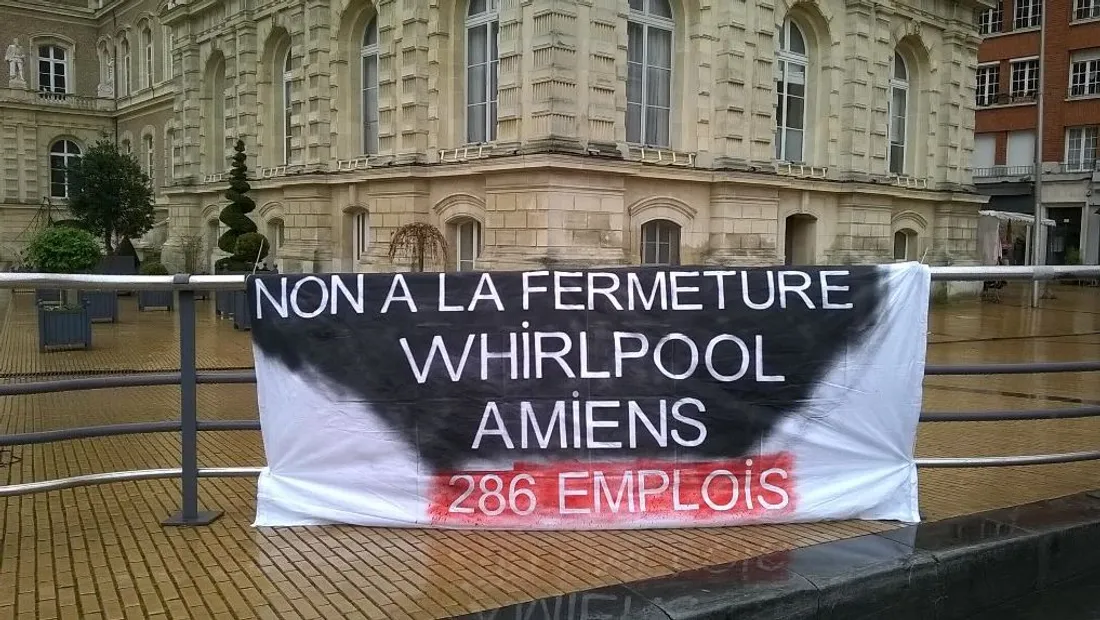 NON A LA FERMETURE
WHiRLPOOL
AMiENS
286 EMPLOiS